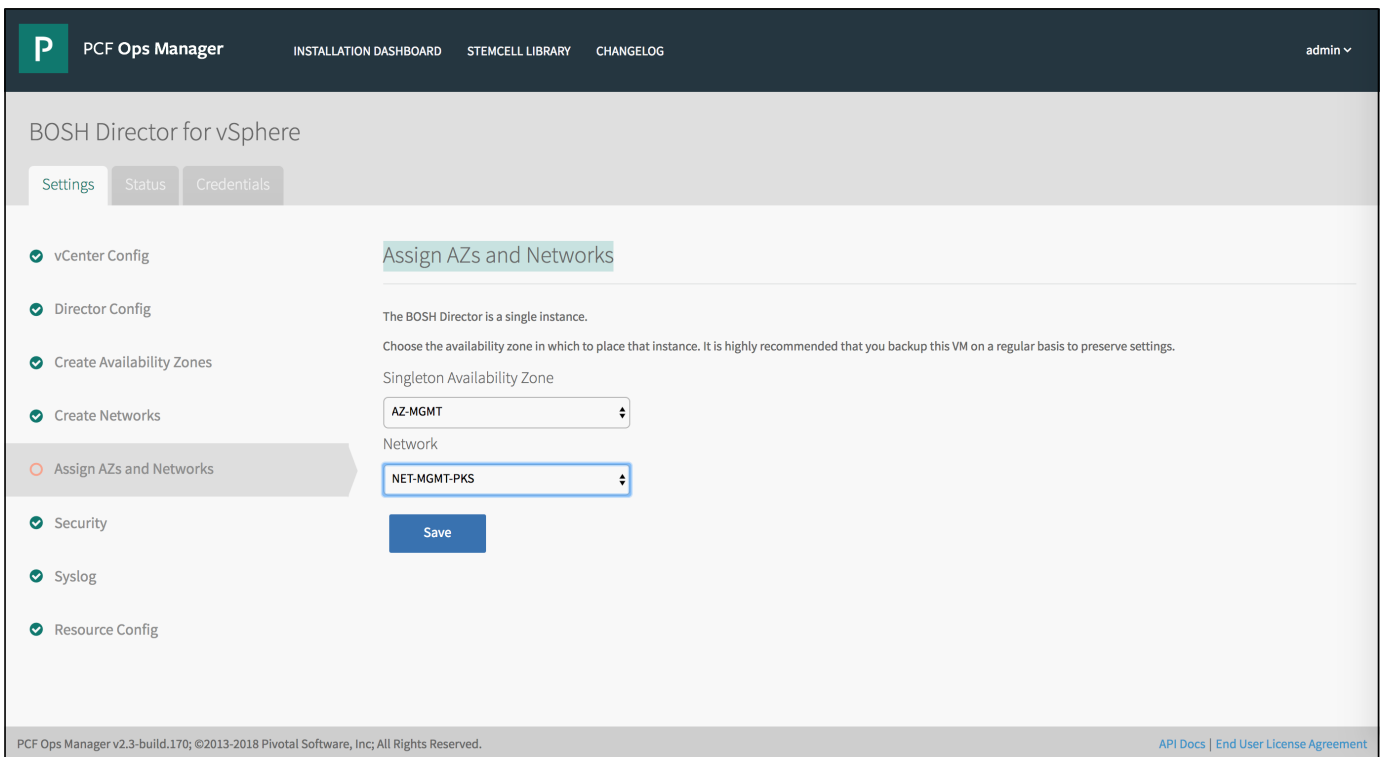 P PCF Ops Manager INSTALLATION DASHBOARD STEMCELL LIBRARY CHANGELOG admin
BOSH Director for vSphere
Settings Status Credentials
vCenter Config
Director Config
Create Availability Zones
Create Networks
Assign AZs and Networks
Security
Syslog
Resource Config
Assign AZs and Networks
The BOSH Director is a single instance.
Choose the availability zone in which to place that instance. It is highly recommended that you backup this VM on a regular basis to preserve settings.
Singleton Availability Zone
AZ-MGMT
Network
NET-MGMT-PKS
Save
PCF Ops Manager v2.3-build.170; ©2013-2018 Pivotal Software, Inc; All Rights Reserved. API Docs | End User License Agreement